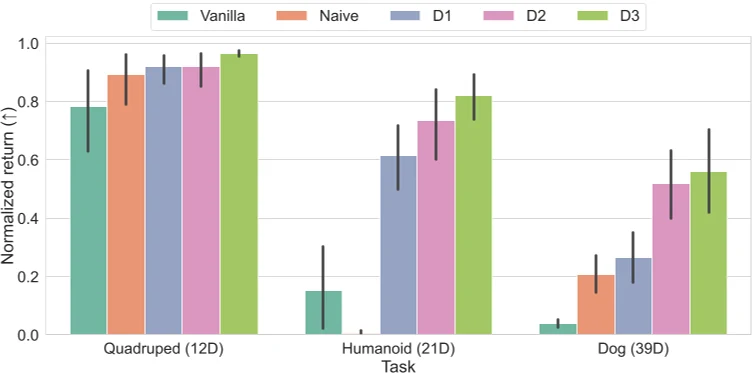 Vanilla Naive D1 D2 D3
Normalized return (↑)
1.0
0.8
0.6
0.4
0.2
0.0
Quadruped (12D) Humanoid (21D) Dog (39D)
Task